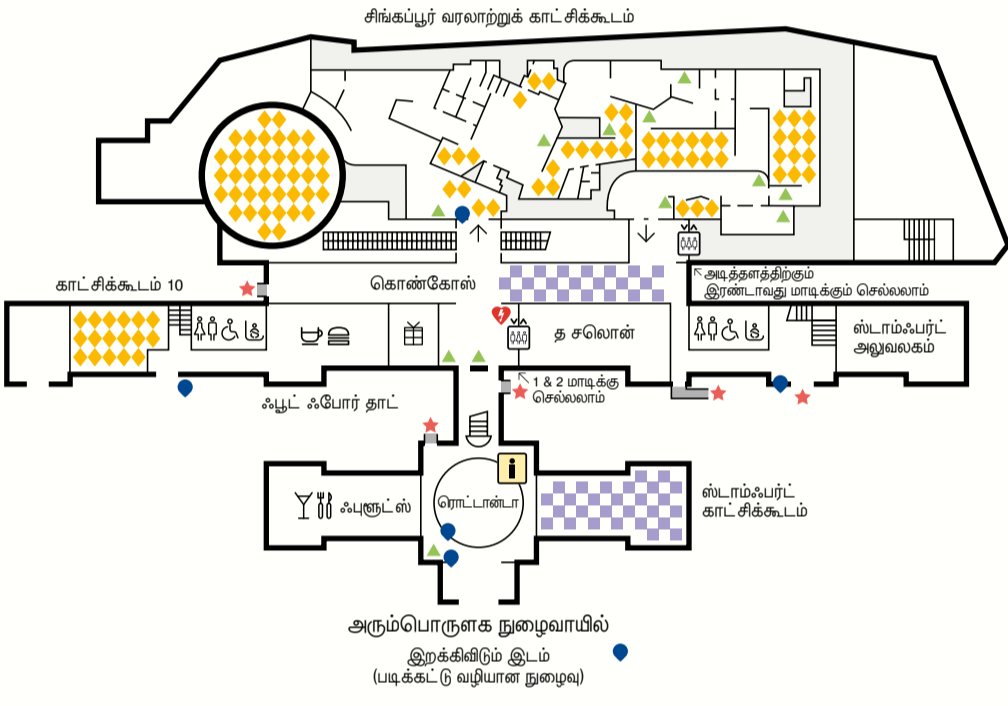 சிங்கப்பூர் வரலாற்றுக் காட்சிக்கூடம்
காட்சிக்கூடம் 10
கொண்கோஸ்
அடித்தளத்திற்கும்
இரண்டாவது மாடிக்கும் செல்லலாம்
த சலொன்
ஸ்டாம்ஃபர்ட்
அலுவலகம்
ஃபூட் ஃபோர் தாட்
1 & 2 மாடிக்கு
செல்லலாம்
ஃபுளூட்ஸ்
ரொட்டாண்டா
ஸ்டாம்ஃபர்ட்
காட்சிக்கூடம்
அரும்பொருளக நுழைவாயில்
இறக்கிவிடும் இடம்
(படிக்கட்டு வழியான நுழைவு)